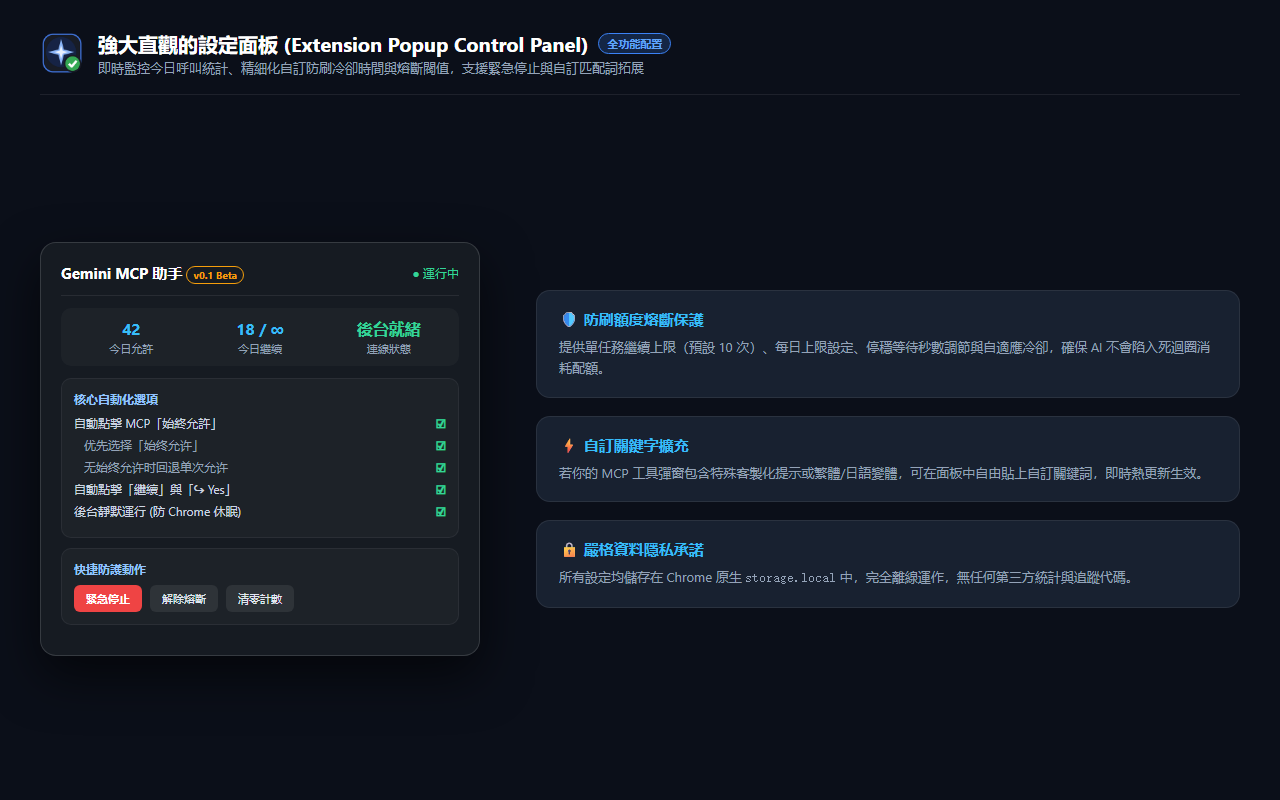 強大直觀的設定面板 (Extension Popup Control Panel) 全功能配置
即時監控今日呼叫統計、精細化自訂防刷冷卻時間與熔斷閥值，支援緊急停止與自訂匹配詞拓展
Gemini MCP 助手 v0.1 Beta ● 運行中
42 18 / ∞ 後台就緒
今日允許 今日繼續 連線狀態
核心自動化選項
自動點擊 MCP「始終允許」
优先选择「始终允许」
无始终允许时回退单次允许
自動點擊「繼續」與「↪ Yes」
後台靜默運行 (防 Chrome 休眠)
快捷防護動作
緊急停止 解除熔斷 清零計數
防刷額度熔斷保護
提供單任務繼續上限（預設 10 次）、每日上限設定、停穩等待秒數調節與自適應冷卻，確保 AI 不會陷入死迴圈消
耗配額。
自訂關鍵字擴充
若你的 MCP 工具彈窗包含特殊客製化提示或繁體/日語變體，可在面板中自由貼上自訂關鍵詞，即時熱更新生效。
嚴格資料隱私承諾
所有設定均儲存在 Chrome 原生 storage.local 中，完全離線運作，無任何第三方統計與追蹤代碼。